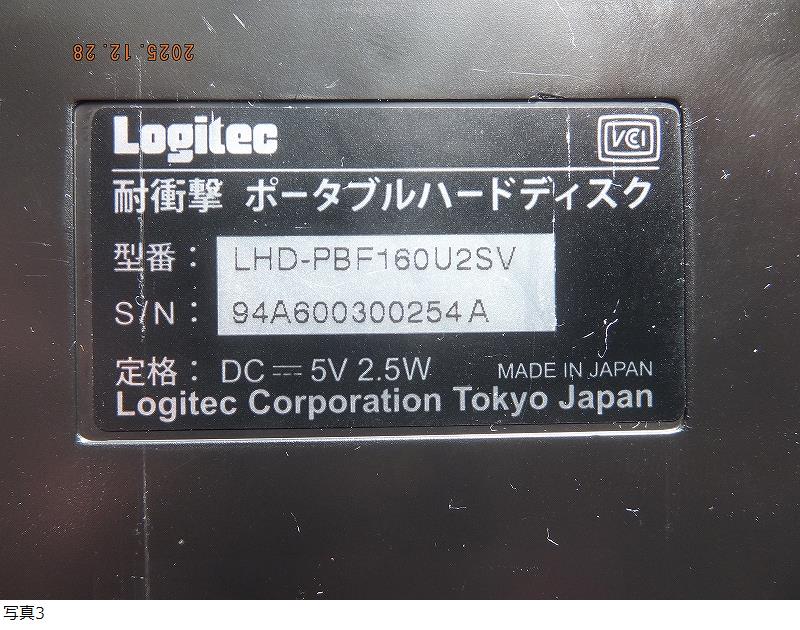 2025.12.28
Logitec
VCCI
耐衝撃 ポータブルハードディスク
型番： LHD-PBF160U2SV
S/N： 94A600300254A
定格： DC 5V 2.5W MADE IN JAPAN
Logitec Corporation Tokyo Japan
写真3